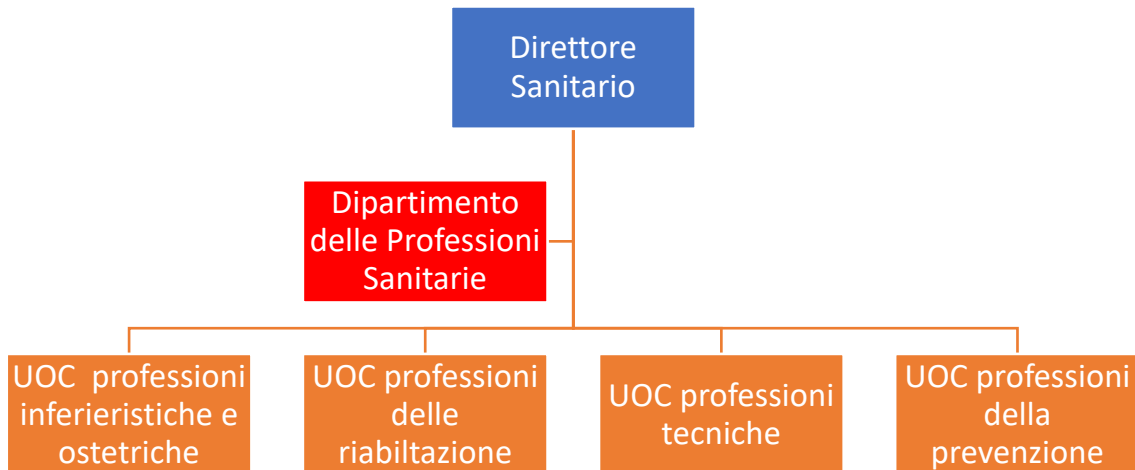 Direttore
Sanitario
Dipartimento
delle Professioni
Sanitarie
UOC  professioni
inferieristiche e
ostetriche
UOC professioni
delle
riabiltazione
UOC professioni
tecniche
UOC professioni
della
prevenzione